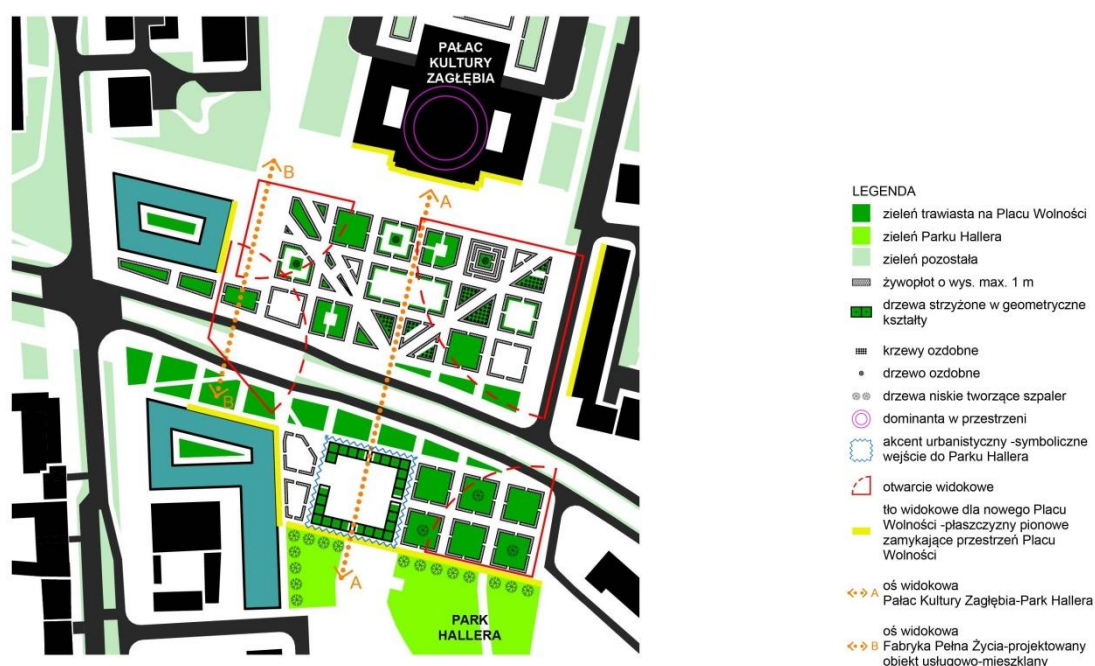 PAŁAC
KULTURY
ZAGŁĘBIA
B
A
B
A
PARK
HALLERA
LEGENDA
zieleń trawiasta na Placu Wolności
zieleń Parku Hallera
zieleń pozostała
żywopłot o wys. max. 1 m
drzewa strzyżone w geometryczne
kształty
krzewy ozdobne
drzewo ozdobne
drzewa niskie tworzące szpaler
dominanta w przestrzeni
akcent urbanistyczny -symboliczne
wejście do Parku Hallera
otwarcie widokowe
tło widokowe dla nowego Placu
Wolności -płaszczyzny pionowe
zamykające przestrzeń Placu
Wolności
oś widokowa
A Pałac Kultury Zagłębia-Park Hallera
oś widokowa
B Fabryka Pełna Życia-projektowany
obiekt usługowo-mieszklany